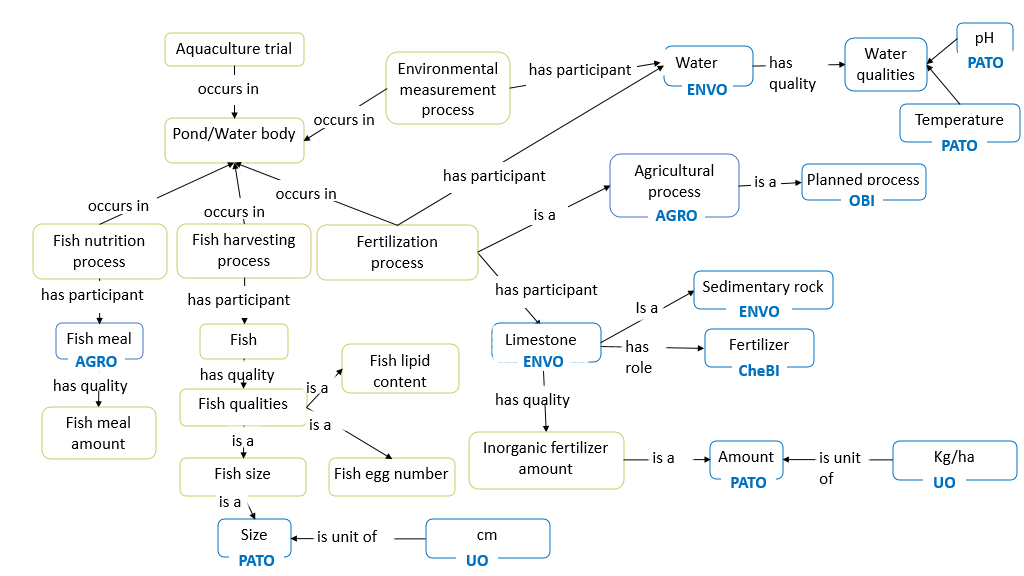 Aquaculture trial
occurs in
Pond/Water body
Environmental
measurement
process
occurs in
has participant
Water
ENVO
has
quality
Water
qualities
pH
PATO
Temperature
PATO
has participant
occurs in
occurs in
occurs in
Fish nutrition
process
Fish harvesting
process
Fertilization
process
is a
Agricultural
process
AGRO
is a
Planned process
OBI
has participant
Fish meal
AGRO
has quality
Fish meal
amount
has participant
Fish
has quality
Fish qualities
is a
Fish lipid
content
is a
Fish egg number
is a
Fish size
is a
Size
PATO
is unit of
cm
UO
has participant
Limestone
ENVO
Is a
Sedimentary rock
ENVO
has
role
Fertilizer
CheBI
has quality
Inorganic fertilizer
amount
is a
Amount
PATO
is unit
of
Kg/ha
UO